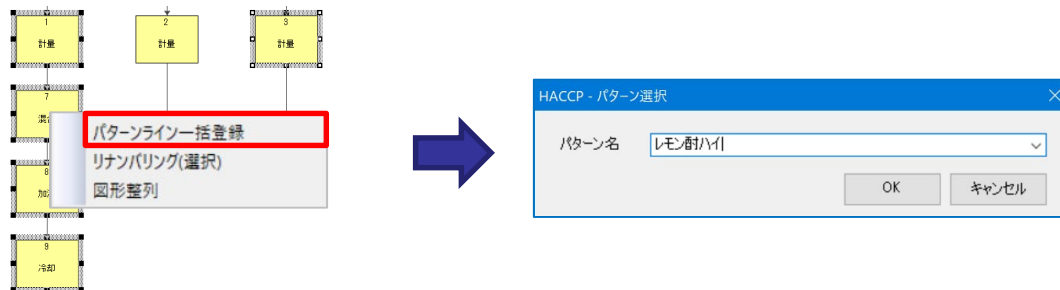 1
計量
2
計量
3
計量
7
8
9
冷却
パターンライン一括登録
リナンバリング(選択)
図形整列
HACCP - パターン選択
パターン名
レモン酎ハイ
OK
キャンセル